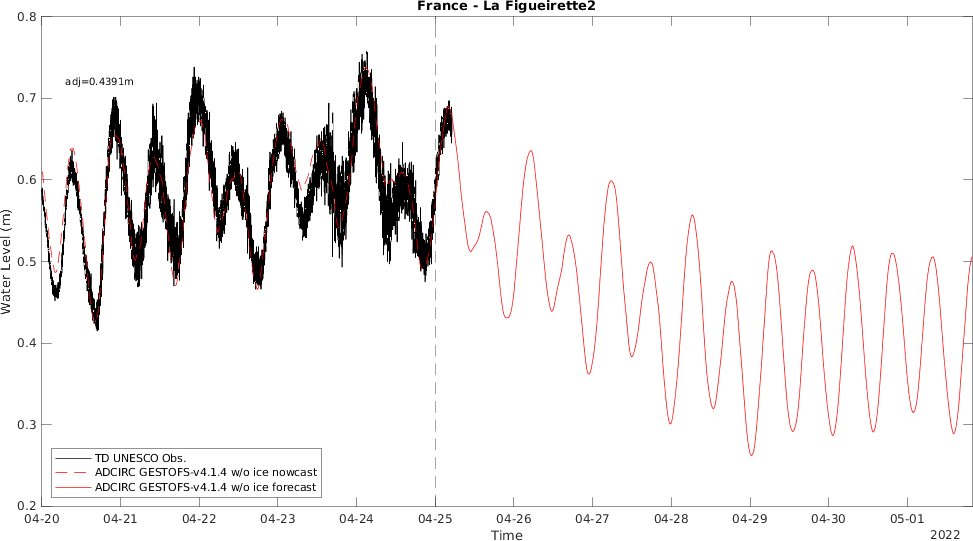 France - La Figueirette2
adj=0.4391m
0.8
0.7
0.6
0.5
0.4
0.3
0.2
Water Level (m)
TD UNESCO Obs.
ADCIRC GESTOFS-v4.1.4 w/o ice nowcast
ADCIRC GESTOFS-v4.1.4 w/o ice forecast
04-20 04-21 04-22 04-23 04-24 04-25 04-26 04-27 04-28 04-29 04-30 05-01
Time
2022